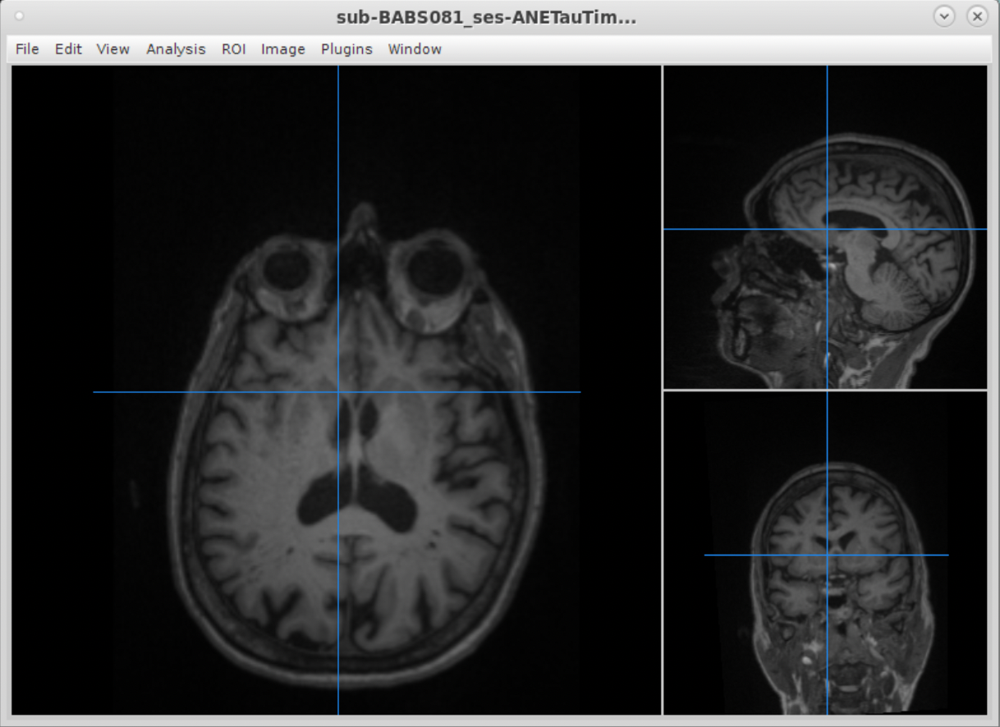 sub-BABS081_ses-ANETauTim...
File Edit View Analysis ROI Image Plugins Window